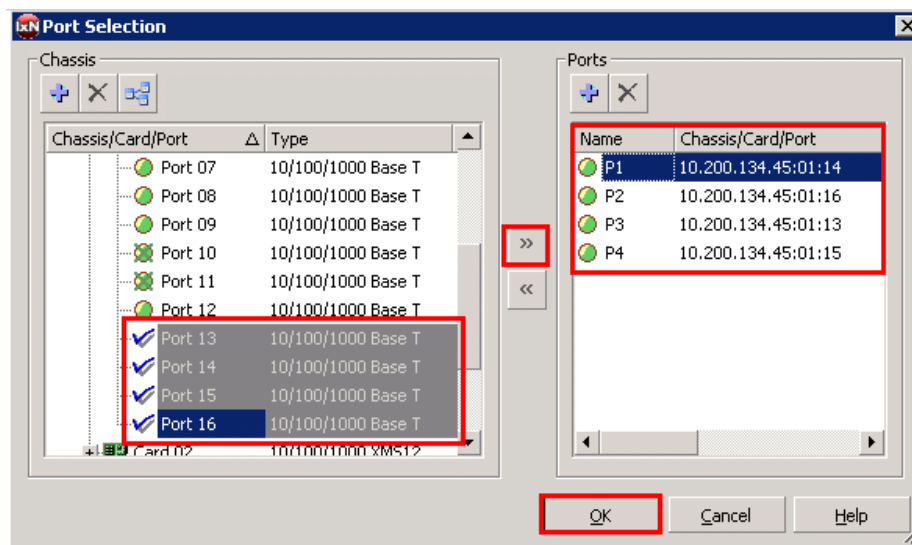 IxN Port Selection
Chassis
Chassis/Card/Port Type
Port 07 10/100/1000 Base T
Port 08 10/100/1000 Base T
Port 09 10/100/1000 Base T
Port 10 10/100/1000 Base T
Port 11 10/100/1000 Base T
Port 12 10/100/1000 Base T
Port 13 10/100/1000 Base T
Port 14 10/100/1000 Base T
Port 15 10/100/1000 Base T
Port 16 10/100/1000 Base T
Card 02 10/100/1000 XMS12
>>
<<
Ports
Name Chassis/Card/Port
P1 10.200.134.45:01:14
P2 10.200.134.45:01:16
P3 10.200.134.45:01:13
P4 10.200.134.45:01:15
OK Cancel Help